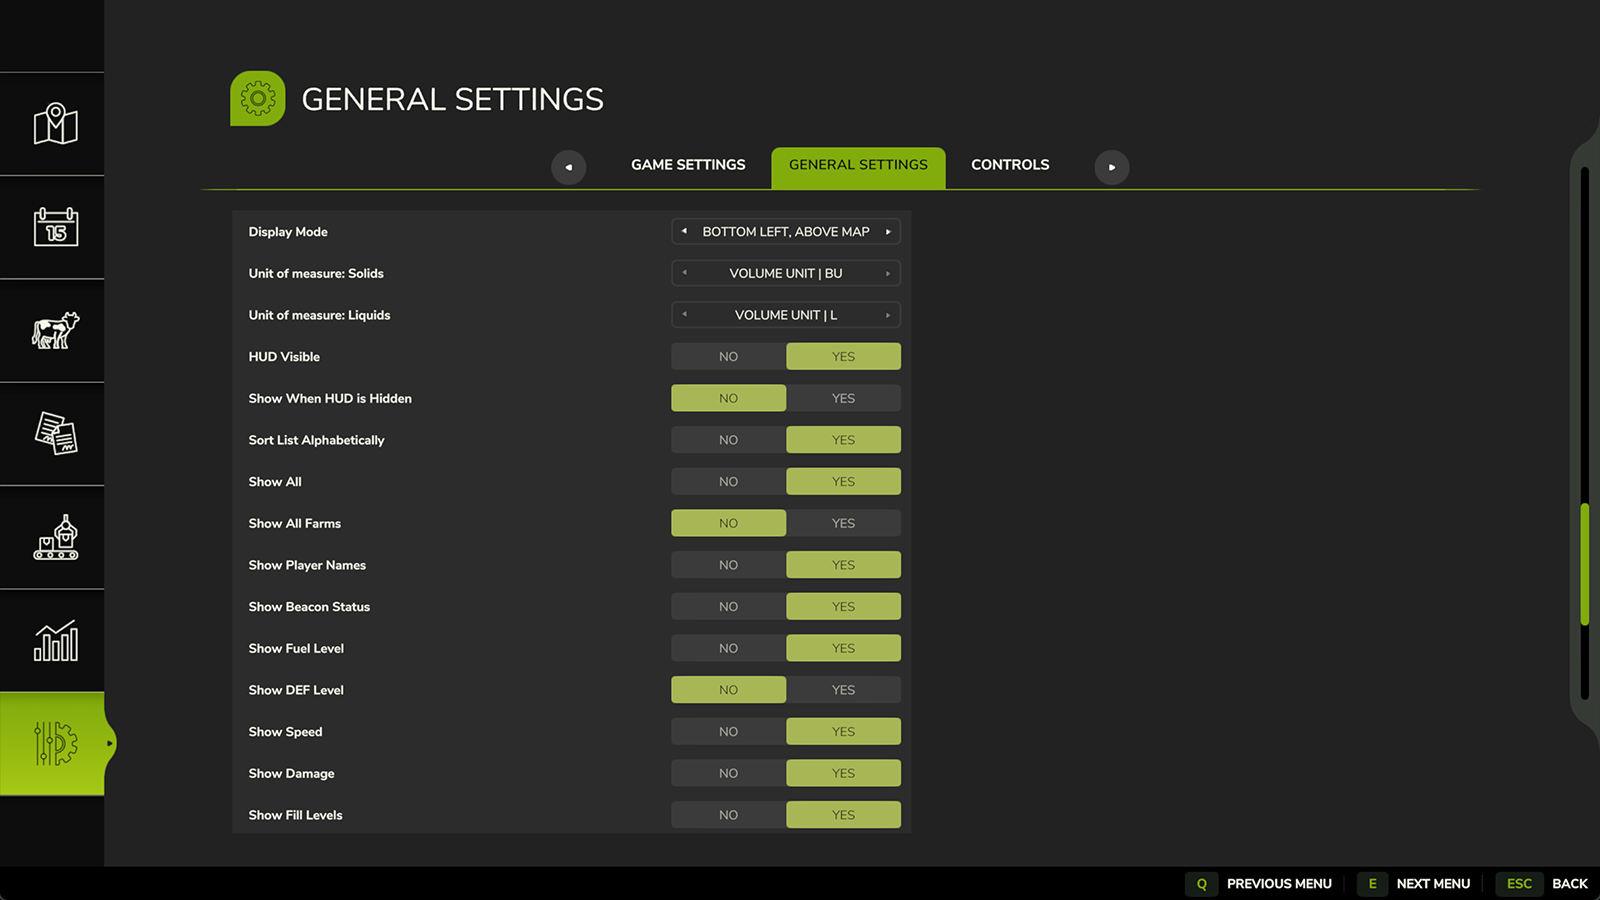 GENERAL SETTINGS
GAME SETTINGS GENERAL SETTINGS CONTROLS
Display Mode BOTTOM LEFT, ABOVE MAP
Unit of measure: Solids VOLUME UNIT | BU
Unit of measure: Liquids VOLUME UNIT | L
HUD Visible NO YES
Show When HUD is Hidden NO YES
Sort List Alphabetically NO YES
Show All NO YES
Show All Farms NO YES
Show Player Names NO YES
Show Beacon Status NO YES
Show Fuel Level NO YES
Show DEF Level NO YES
Show Speed NO YES
Show Damage NO YES
Show Fill Levels NO YES
15
Q PREVIOUS MENU E NEXT MENU ESC BACK